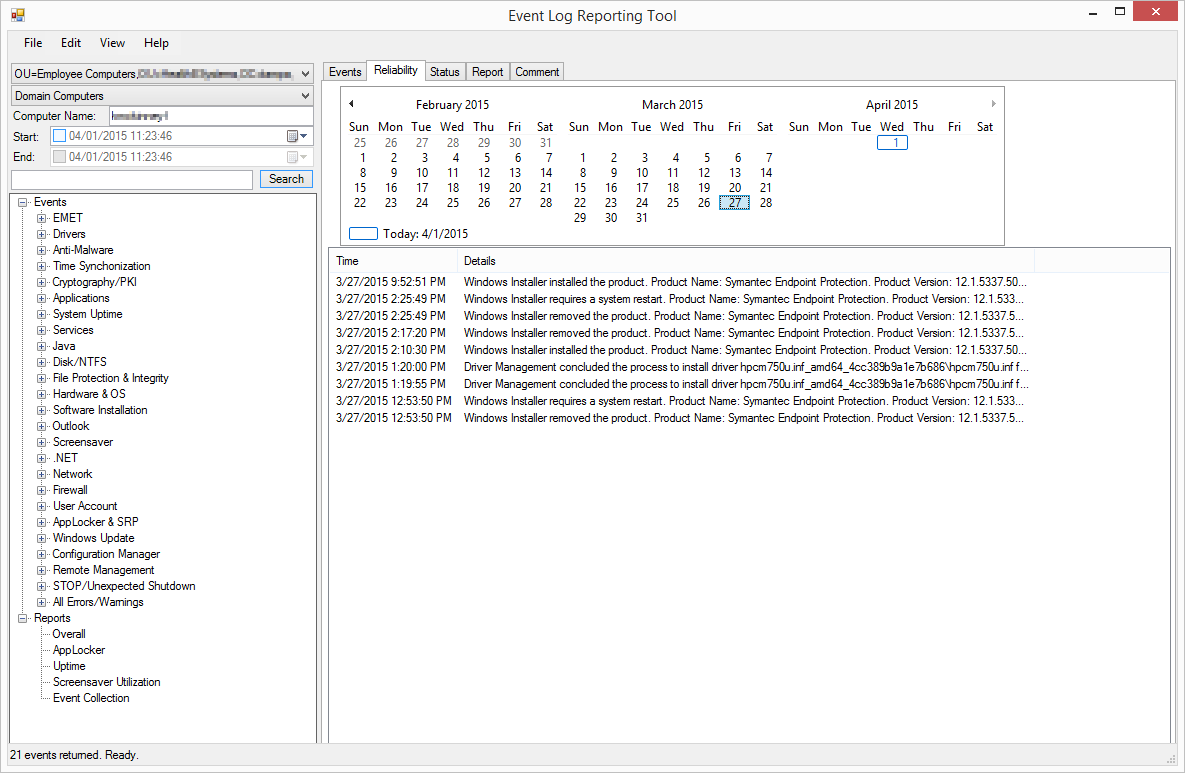 Event Log Reporting Tool
File Edit View Help
OU=Employee Computers,
Domain Computers
Computer Name:
Start: 04/01/2015 11:23:46
End: 04/01/2015 11:23:46
Search
Events
EMET
Drivers
Anti-Malware
Time Synchonization
Cryptography/PKI
Applications
System Uptime
Services
Java
Disk/NTFS
File Protection & Integrity
Hardware & OS
Software Installation
Outlook
Screensaver
.NET
Network
Firewall
User Account
AppLocker & SRP
Windows Update
Configuration Manager
Remote Management
STOP/Unexpected Shutdown
All Errors/Warnings
Reports
Overall
AppLocker
Uptime
Screensaver Utilization
Event Collection
Events Reliability Status Report Comment
February 2015 March 2015 April 2015
Sun Mon Tue Wed Thu Fri Sat Sun Mon Tue Wed Thu Fri Sat Sun Mon Tue Wed Thu Fri Sat
25 26 27 28 29 30 31 1
1 2 3 4 5 6 7 1 2 3 4 5 6 7
8 9 10 11 12 13 14 8 9 10 11 12 13 14
15 16 17 18 19 20 21 15 16 17 18 19 20 21
22 23 24 25 26 27 28 22 23 24 25 26 27 28
29 30 31
Today: 4/1/2015
Time Details
3/27/2015 9:52:51 PM Windows Installer installed the product. Product Name: Symantec Endpoint Protection. Product Version: 12.1.5337.50...
3/27/2015 2:25:49 PM Windows Installer requires a system restart. Product Name: Symantec Endpoint Protection. Product Version: 12.1.533...
3/27/2015 2:25:49 PM Windows Installer removed the product. Product Name: Symantec Endpoint Protection. Product Version: 12.1.5337.5...
3/27/2015 2:17:20 PM Windows Installer removed the product. Product Name: Symantec Endpoint Protection. Product Version: 12.1.5337.5...
3/27/2015 2:10:30 PM Windows Installer installed the product. Product Name: Symantec Endpoint Protection. Product Version: 12.1.5337.50...
3/27/2015 1:20:00 PM Driver Management concluded the process to install driver hpcm750u.inf_amd64_4cc389b9a1e7b686\hpcm750u.inf f...
3/27/2015 1:19:55 PM Driver Management concluded the process to install driver hpcm750u.inf_amd64_4cc389b9a1e7b686\hpcm750u.inf f...
3/27/2015 12:53:50 PM Windows Installer requires a system restart. Product Name: Symantec Endpoint Protection. Product Version: 12.1.533...
3/27/2015 12:53:50 PM Windows Installer removed the product. Product Name: Symantec Endpoint Protection. Product Version: 12.1.5337.5...
21 events returned. Ready.